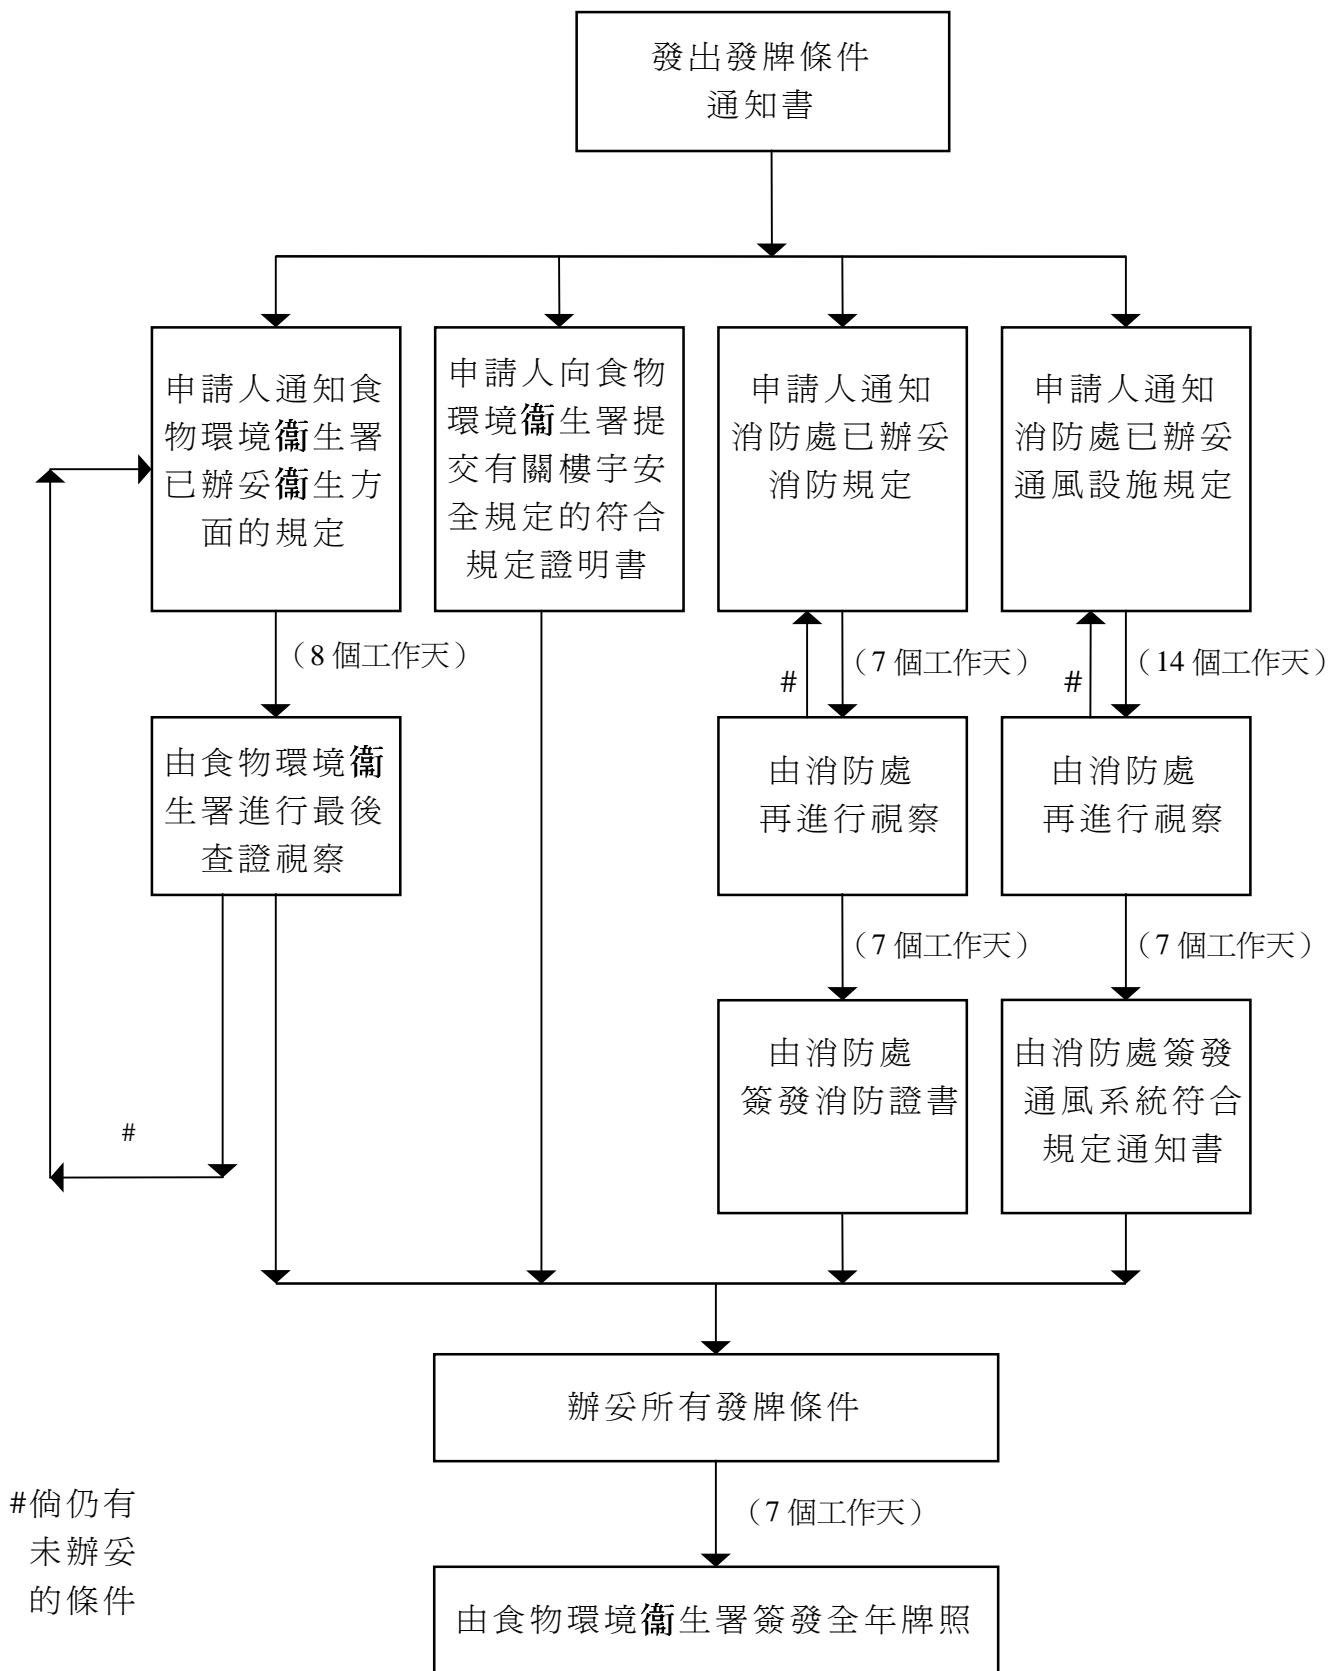 發出發牌條件
通知書
申請人通知食
物環境衞生署
已辦妥衞生方
面的規定
申請人向食物
環境衞生署提
交有關樓宇安
全規定的符合
規定證明書
申請人通知
消防處已辦妥
消防規定
申請人通知
消防處已辦妥
通風設施規定
（8 個工作天）
#
（7 個工作天）
#
（14 個工作天）
由食物環境衞
生署進行最後
查證視察
由消防處
再進行視察
由消防處
再進行視察
（7 個工作天）
（7 個工作天）
由消防處
簽發消防證書
由消防處簽發
通風系統符合
規定通知書
#
辦妥所有發牌條件
（7 個工作天）
#倘仍有
未辦妥
的條件
由食物環境衞生署簽發全年牌照